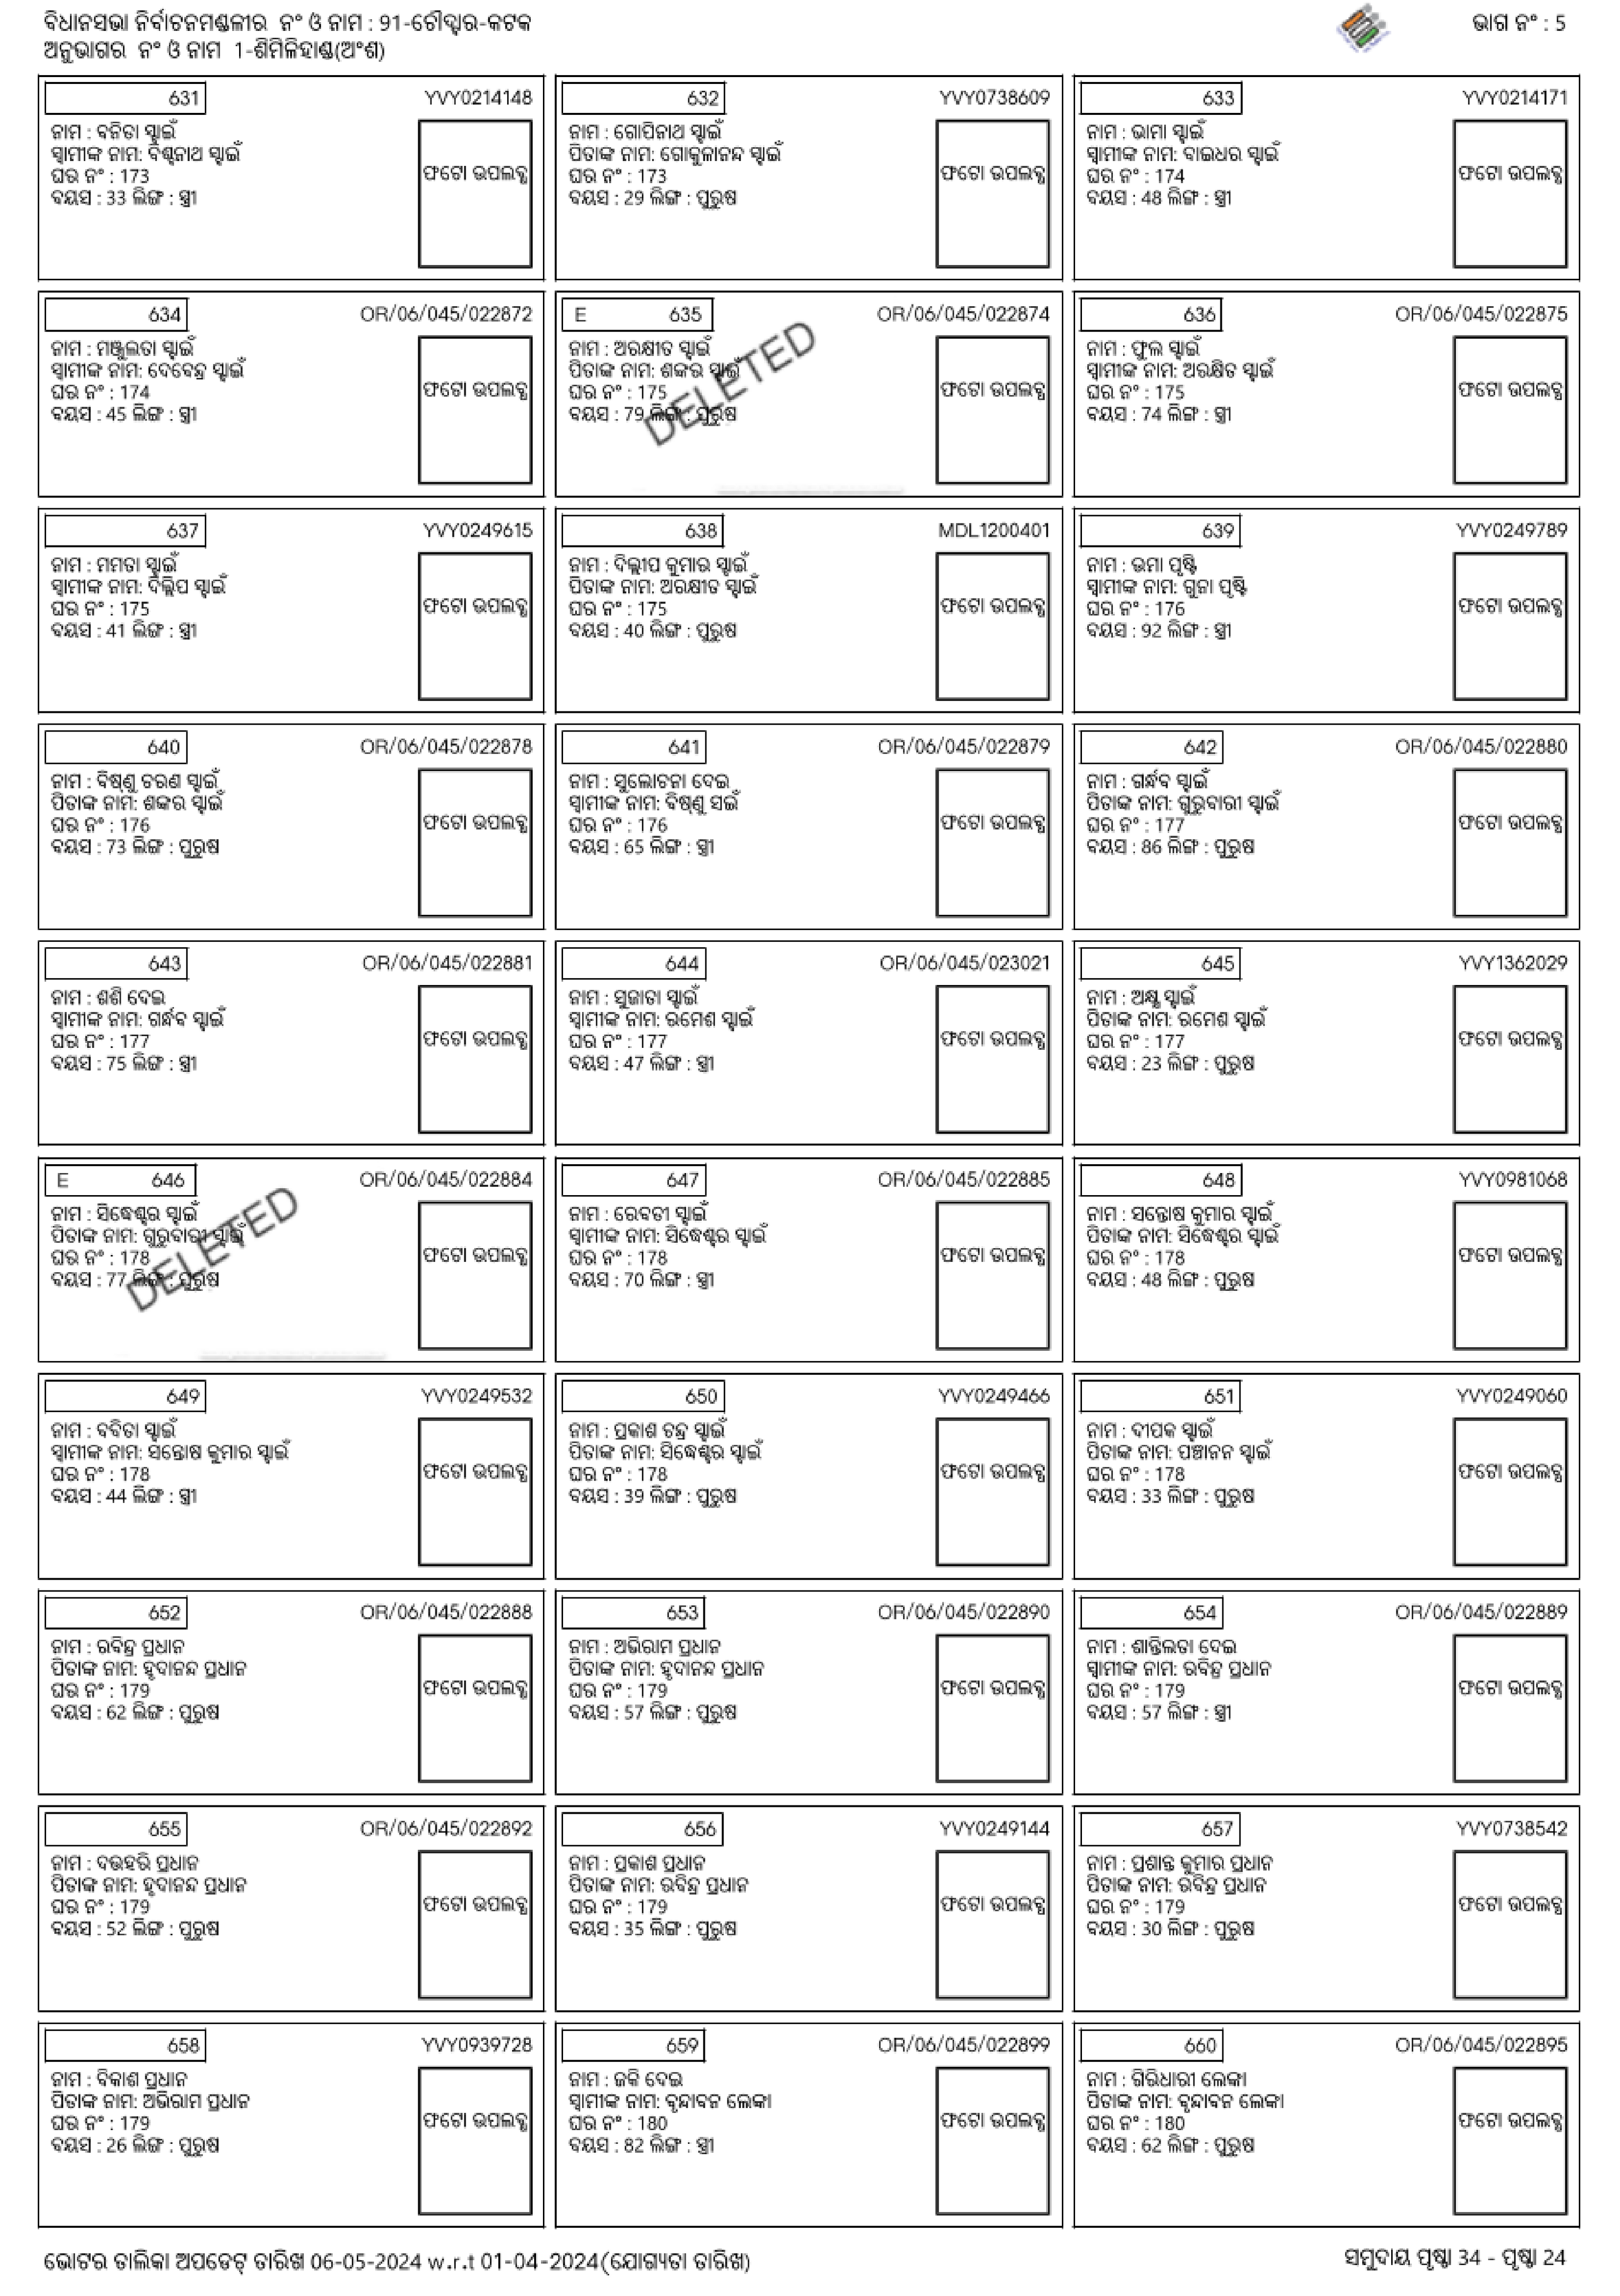 ବିଧାନସଭା ନିର୍ବାଚନମଣ୍ଡଳୀର ନଂ ଓ ନାମ : 91-ଚୌଦ୍ୱାର-କଟକ
ଅନୁଭାଗର ନଂ ଓ ନାମ 1-ଶିମିଳିହାଣ୍ଡ(ଅଂଶ)
ଭାଗ ନଂ : 5
631 YVY0214148
ନାମ : ବନିତା ସ୍ବାଇଁ
ସ୍ୱାମୀଙ୍କ ନାମ: ବିଶ୍ୱନାଥ ସ୍ବାଇଁ
ଘର ନଂ : 173
ବୟସ : 33 ଲିଙ୍ଗ : ସ୍ତ୍ରୀ
ଫଟୋ ଉପଲବ୍ଧ
632 YVY0738609
ନାମ : ଗୋପିନାଥ ସ୍ବାଇଁ
ପିତାଙ୍କ ନାମ: ଗୋକୁଳାନନ୍ଦ ସ୍ବାଇଁ
ଘର ନଂ : 173
ବୟସ : 29 ଲିଙ୍ଗ : ପୁରୁଷ
ଫଟୋ ଉପଲବ୍ଧ
633 YVY0214171
ନାମ : ଭାମା ସ୍ବାଇଁ
ସ୍ୱାମୀଙ୍କ ନାମ: ବାଇଧର ସ୍ବାଇଁ
ଘର ନଂ : 174
ବୟସ : 48 ଲିଙ୍ଗ : ସ୍ତ୍ରୀ
ଫଟୋ ଉପଲବ୍ଧ
634 OR/06/045/022872
ନାମ : ମଞ୍ଜୁଲତା ସ୍ବାଇଁ
ସ୍ୱାମୀଙ୍କ ନାମ: ଦେବେନ୍ଦ୍ର ସ୍ବାଇଁ
ଘର ନଂ : 174
ବୟସ : 45 ଲିଙ୍ଗ : ସ୍ତ୍ରୀ
ଫଟୋ ଉପଲବ୍ଧ
E 635 OR/06/045/022874
ନାମ : ଅରକ୍ଷୀତ ସ୍ବାଇଁ
ପିତାଙ୍କ ନାମ: ଶଙ୍କର ସ୍ବାଇଁ
ଘର ନଂ : 175
ବୟସ : 79 ଲିଙ୍ଗ : ପୁରୁଷ
DELETED
ଫଟୋ ଉପଲବ୍ଧ
636 OR/06/045/022875
ନାମ : ଫୁଲ ସ୍ବାଇଁ
ସ୍ୱାମୀଙ୍କ ନାମ: ଅରକ୍ଷିତ ସ୍ବାଇଁ
ଘର ନଂ : 175
ବୟସ : 74 ଲିଙ୍ଗ : ସ୍ତ୍ରୀ
ଫଟୋ ଉପଲବ୍ଧ
637 YVY0249615
ନାମ : ମମତା ସ୍ବାଇଁ
ସ୍ୱାମୀଙ୍କ ନାମ: ଦିଲ୍ଲିପ ସ୍ବାଇଁ
ଘର ନଂ : 175
ବୟସ : 41 ଲିଙ୍ଗ : ସ୍ତ୍ରୀ
ଫଟୋ ଉପଲବ୍ଧ
638 MDL1200401
ନାମ : ଦିଲ୍ଲୀପ କୁମାର ସ୍ବାଇଁ
ପିତାଙ୍କ ନାମ: ଅରକ୍ଷୀତ ସ୍ବାଇଁ
ଘର ନଂ : 175
ବୟସ : 40 ଲିଙ୍ଗ : ପୁରୁଷ
ଫଟୋ ଉପଲବ୍ଧ
639 YVY0249789
ନାମ : ଉମା ପୃଷ୍ଟି
ସ୍ୱାମୀଙ୍କ ନାମ: ଗୁନା ପୃଷ୍ଟି
ଘର ନଂ : 176
ବୟସ : 92 ଲିଙ୍ଗ : ସ୍ତ୍ରୀ
ଫଟୋ ଉପଲବ୍ଧ
640 OR/06/045/022878
ନାମ : ବିଷ୍ଣୁ ଚରଣ ସ୍ବାଇଁ
ପିତାଙ୍କ ନାମ: ଶଙ୍କର ସ୍ବାଇଁ
ଘର ନଂ : 176
ବୟସ : 73 ଲିଙ୍ଗ : ପୁରୁଷ
ଫଟୋ ଉପଲବ୍ଧ
641 OR/06/045/022879
ନାମ : ସୁଲୋଚନା ଦେଇ
ସ୍ୱାମୀଙ୍କ ନାମ: ବିଷ୍ଣୁ ସଇଁ
ଘର ନଂ : 176
ବୟସ : 65 ଲିଙ୍ଗ : ସ୍ତ୍ରୀ
ଫଟୋ ଉପଲବ୍ଧ
642 OR/06/045/022880
ନାମ : ଗର୍ନ୍ଧବ ସ୍ବାଇଁ
ପିତାଙ୍କ ନାମ: ଗୁରୁବାରୀ ସ୍ବାଇଁ
ଘର ନଂ : 177
ବୟସ : 86 ଲିଙ୍ଗ : ପୁରୁଷ
ଫଟୋ ଉପଲବ୍ଧ
643 OR/06/045/022881
ନାମ : ଶଶି ଦେଇ
ସ୍ୱାମୀଙ୍କ ନାମ: ଗର୍ନ୍ଧବ ସ୍ବାଇଁ
ଘର ନଂ : 177
ବୟସ : 75 ଲିଙ୍ଗ : ସ୍ତ୍ରୀ
ଫଟୋ ଉପଲବ୍ଧ
644 OR/06/045/023021
ନାମ : ସୁଜାତା ସ୍ବାଇଁ
ସ୍ୱାମୀଙ୍କ ନାମ: ରମେଶ ସ୍ବାଇଁ
ଘର ନଂ : 177
ବୟସ : 47 ଲିଙ୍ଗ : ସ୍ତ୍ରୀ
ଫଟୋ ଉପଲବ୍ଧ
645 YVY1362029
ନାମ : ସ୍ବାଇଁ
ପିତାଙ୍କ ନାମ: ରମେଶ ସ୍ବାଇଁ
ଘର ନଂ : 177
ବୟସ : 23 ଲିଙ୍ଗ : ପୁରୁଷ
ଫଟୋ ଉପଲବ୍ଧ
E 646 OR/06/045/022884
ନାମ : ସିଦ୍ଧେଶ୍ୱର ସ୍ବାଇଁ
ପିତାଙ୍କ ନାମ: ଗୁରୁବାରୀ ସ୍ବାଇଁ
ଘର ନଂ : 178
ବୟସ : 77 ଲିଙ୍ଗ : ପୁରୁଷ
DELETED
ଫଟୋ ଉପଲବ୍ଧ
647 OR/06/045/022885
ନାମ : ରେବତୀ ସ୍ବାଇଁ
ସ୍ୱାମୀଙ୍କ ନାମ: ସିଦ୍ଧେଶ୍ୱର ସ୍ବାଇଁ
ଘର ନଂ : 178
ବୟସ : 70 ଲିଙ୍ଗ : ସ୍ତ୍ରୀ
ଫଟୋ ଉପଲବ୍ଧ
648 YVY0981068
ନାମ : ସନ୍ତୋଷ କୁମାର ସ୍ବାଇଁ
ପିତାଙ୍କ ନାମ: ସିଦ୍ଧେଶ୍ୱର ସ୍ବାଇଁ
ଘର ନଂ : 178
ବୟସ : 48 ଲିଙ୍ଗ : ପୁରୁଷ
ଫଟୋ ଉପଲବ୍ଧ
649 YVY0249532
ନାମ : ବବିତା ସ୍ବାଇଁ
ସ୍ୱାମୀଙ୍କ ନାମ: ସନ୍ତୋଷ କୁମାର ସ୍ବାଇଁ
ଘର ନଂ : 178
ବୟସ : 44 ଲିଙ୍ଗ : ସ୍ତ୍ରୀ
ଫଟୋ ଉପଲବ୍ଧ
650 YVY0249466
ନାମ : ପ୍ରକାଶ ଚନ୍ଦ୍ର ସ୍ବାଇଁ
ପିତାଙ୍କ ନାମ: ସିଦ୍ଧେଶ୍ୱର ସ୍ବାଇଁ
ଘର ନଂ : 178
ବୟସ : 39 ଲିଙ୍ଗ : ପୁରୁଷ
ଫଟୋ ଉପଲବ୍ଧ
651 YVY0249060
ନାମ : ଦୀପକ ସ୍ବାଇଁ
ପିତାଙ୍କ ନାମ: ପଞ୍ଚାନନ ସ୍ବାଇଁ
ଘର ନଂ : 178
ବୟସ : 33 ଲିଙ୍ଗ : ପୁରୁଷ
ଫଟୋ ଉପଲବ୍ଧ
652 OR/06/045/022888
ନାମ : ରବିନ୍ଦ୍ର ପ୍ରଧାନ
ପିତାଙ୍କ ନାମ: ହୃଦାନନ୍ଦ ପ୍ରଧାନ
ଘର ନଂ : 179
ବୟସ : 62 ଲିଙ୍ଗ : ପୁରୁଷ
ଫଟୋ ଉପଲବ୍ଧ
653 OR/06/045/022890
ନାମ : ଅଭିରାମ ପ୍ରଧାନ
ପିତାଙ୍କ ନାମ: ହୃଦାନନ୍ଦ ପ୍ରଧାନ
ଘର ନଂ : 179
ବୟସ : 57 ଲିଙ୍ଗ : ପୁରୁଷ
ଫଟୋ ଉପଲବ୍ଧ
654 OR/06/045/022889
ନାମ : ଶାନ୍ତିଲତା ଦେଇ
ସ୍ୱାମୀଙ୍କ ନାମ: ରବିନ୍ଦ୍ର ପ୍ରଧାନ
ଘର ନଂ : 179
ବୟସ : 57 ଲିଙ୍ଗ : ସ୍ତ୍ରୀ
ଫଟୋ ଉପଲବ୍ଧ
655 OR/06/045/022892
ନାମ : ଦଇହରି ପ୍ରଧାନ
ପିତାଙ୍କ ନାମ: ହୃଦାନନ୍ଦ ପ୍ରଧାନ
ଘର ନଂ : 179
ବୟସ : 52 ଲିଙ୍ଗ : ପୁରୁଷ
ଫଟୋ ଉପଲବ୍ଧ
656 YVY0249144
ନାମ : ପ୍ରକାଶ ପ୍ରଧାନ
ପିତାଙ୍କ ନାମ: ରବିନ୍ଦ୍ର ପ୍ରଧାନ
ଘର ନଂ : 179
ବୟସ : 35 ଲିଙ୍ଗ : ପୁରୁଷ
ଫଟୋ ଉପଲବ୍ଧ
657 YVY0738542
ନାମ : ପ୍ରଶାନ୍ତ କୁମାର ପ୍ରଧାନ
ପିତାଙ୍କ ନାମ: ରବିନ୍ଦ୍ର ପ୍ରଧାନ
ଘର ନଂ : 179
ବୟସ : 30 ଲିଙ୍ଗ : ପୁରୁଷ
ଫଟୋ ଉପଲବ୍ଧ
658 YVY0939728
ନାମ : ବିକାଶ ପ୍ରଧାନ
ପିତାଙ୍କ ନାମ: ଅଭିରାମ ପ୍ରଧାନ
ଘର ନଂ : 179
ବୟସ : 26 ଲିଙ୍ଗ : ପୁରୁଷ
ଫଟୋ ଉପଲବ୍ଧ
659 OR/06/045/022899
ନାମ : ଜକି ଦେଇ
ସ୍ୱାମୀଙ୍କ ନାମ: ବୃନ୍ଦାବନ ଲେଙ୍କା
ଘର ନଂ : 180
ବୟସ : 82 ଲିଙ୍ଗ : ସ୍ତ୍ରୀ
ଫଟୋ ଉପଲବ୍ଧ
660 OR/06/045/022895
ନାମ : ଗିରିଧାରୀ ଲେଙ୍କା
ପିତାଙ୍କ ନାମ: ବୃନ୍ଦାବନ ଲେଙ୍କା
ଘର ନଂ : 180
ବୟସ : 62 ଲିଙ୍ଗ : ପୁରୁଷ
ଫଟୋ ଉପଲବ୍ଧ
ଭୋଟର ତାଲିକା ଅପଡେଟ୍ ତାରିଖ 06-05-2024 w.r.t 01-04-2024(ଯୋଗ୍ୟତା ତାରିଖ)
ସମୁଦାୟ ପୃଷ୍ଠା 34 - ପୃଷ୍ଠା 24